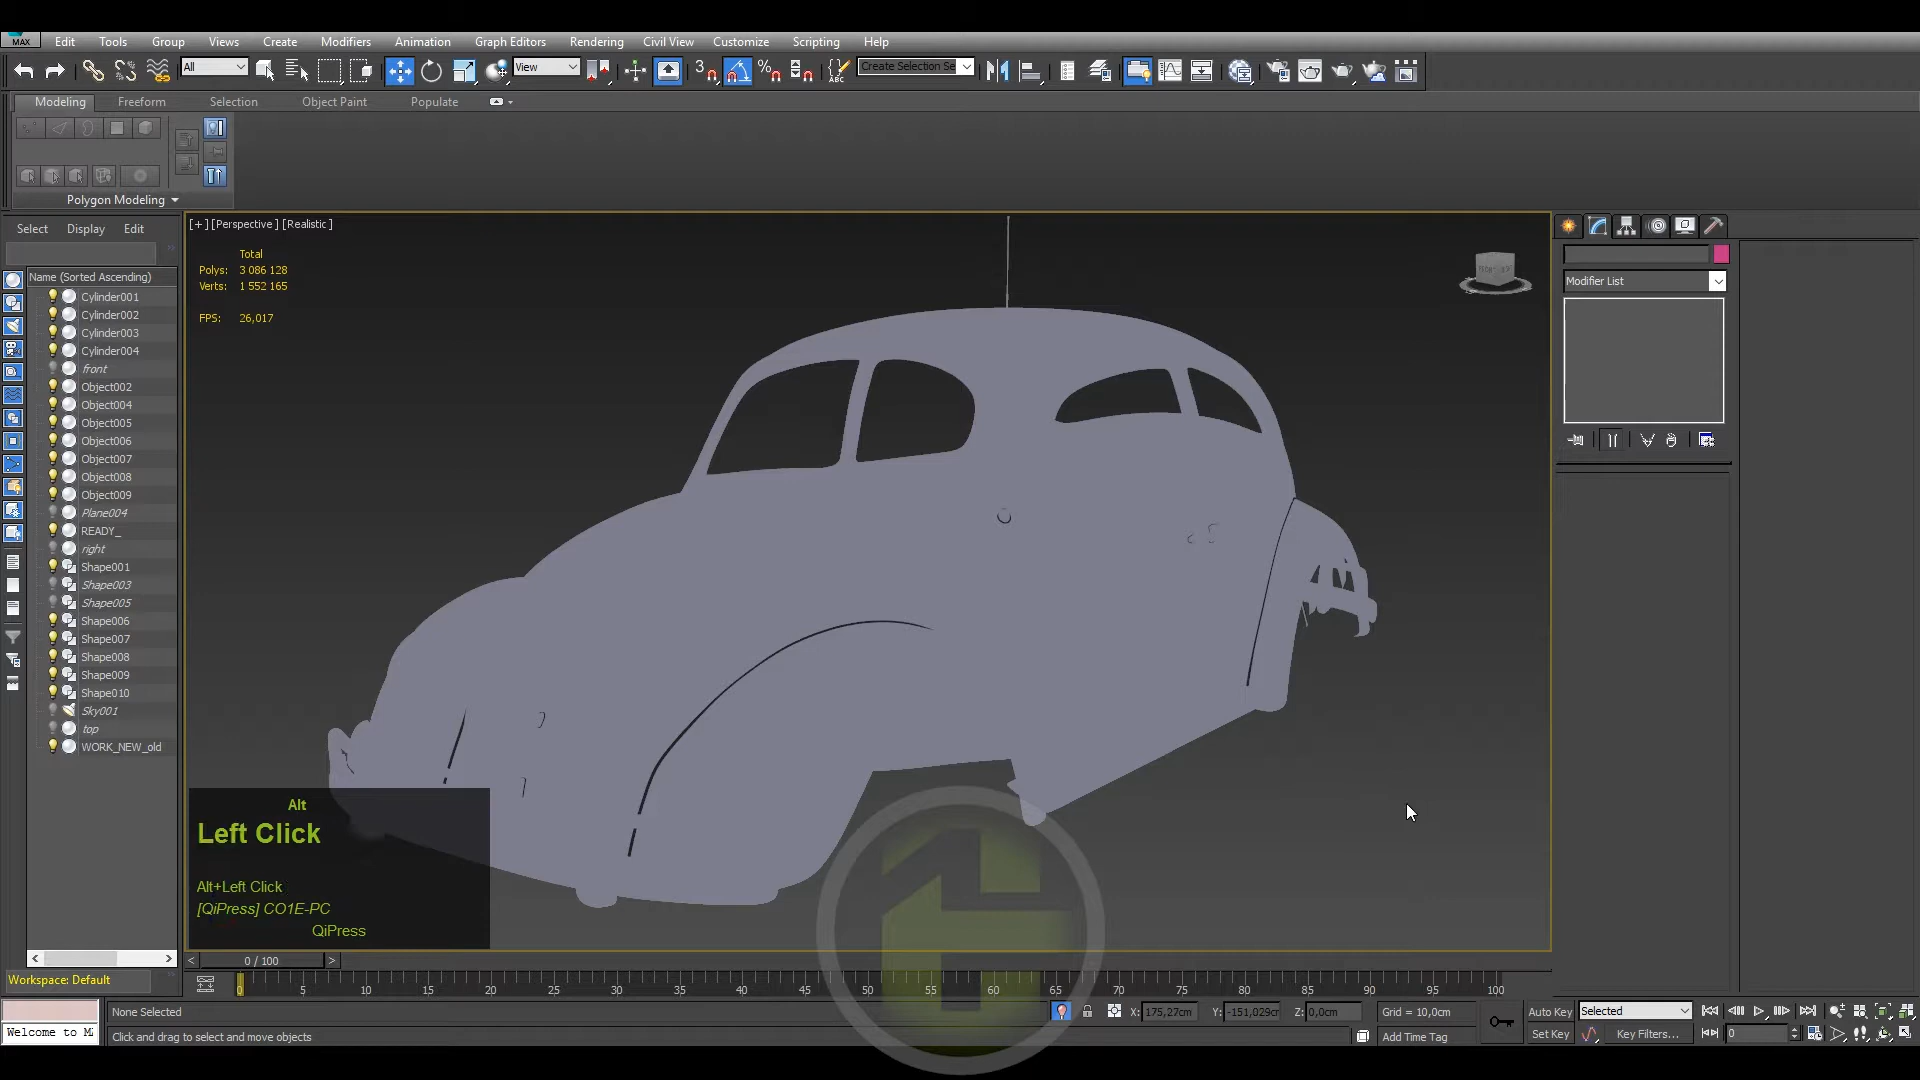 MAX
Edit Tools Group Views Create Modifiers Animation Graph Editors Rendering Civil View Customize Scripting Help
All
View
3
%
ABC
Create Selection Se
Modeling Freeform Selection Object Paint Populate
Polygon Modeling
Select Display Edit
Name (Sorted Ascending)
Cylinder001
Cylinder002
Cylinder003
Cylinder004
front
Object002
Object004
Object005
Object006
Object007
Object008
Object009
Plane004
READY_
right
Shape001
Shape003
Shape005
Shape006
Shape007
Shape008
Shape009
Shape010
Sky001
top
WORK_NEW_old
[+] [Perspective] [Realistic]
Total
Polys: 3 086 128
Verts: 1 552 165
FPS: 26,017
Modifier List
Alt
Left Click
Alt+Left Click
[QiPress] CO1E-PC
QiPress
< 0 / 100 >
Workspace: Default
0 5 10 15 20 25 30 35 40 45 50 55 60 65 70 75 80 85 90 95 100
None Selected
X: 175,27cm Y: -151,029cr Z: 0,0cm Grid = 10,0cm
Auto Key Selected
Welcome to M
Click and drag to select and move objects
Add Time Tag
Set Key Key Filters... 0